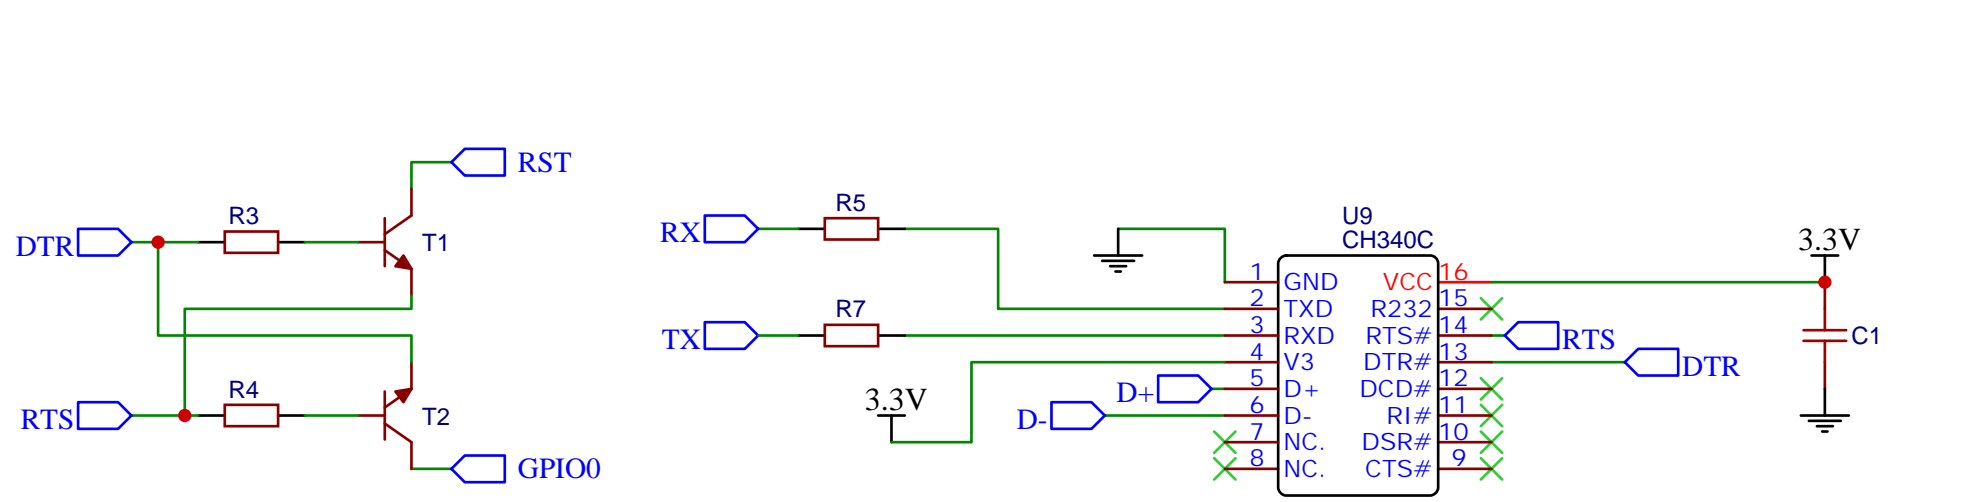 RST
DTR
R3
T1
RTS
R4
T2
GPIO0
RX
R5
TX
R7
3.3V
D+
D-
U9
CH340C
1 GND VCC 16
2 TXD R232 15
3 RXD RTS# 14
4 V3 DTR# 13
5 D+ DCD# 12
6 D- RI# 11
7 NC. DSR# 10
8 NC. CTS# 9
RTS
DTR
3.3V
C1